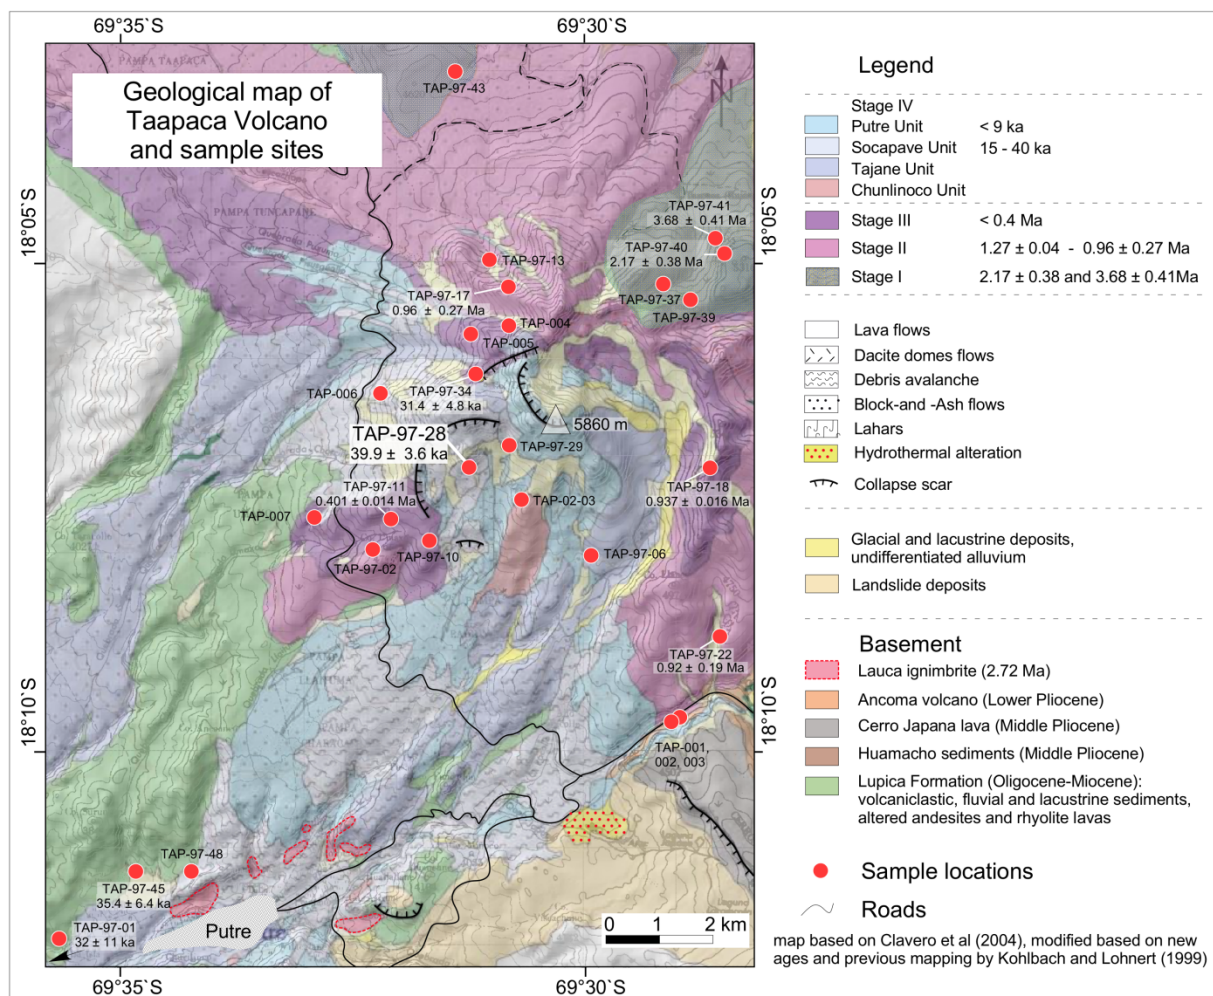 69°35`S
69°30`S
Geological map of
Taapaca Volcano
and sample sites
PAMPA TAAPACA
TAP-97-43
N
18°05`S
18°05`S
PAMPA TUNCAPANE
TAP-97-41
3.68 ± 0.41 Ma
TAP-97-40
2.17 ± 0.38 Ma
TAP-97-13
TAP-97-17
0.96 ± 0.27 Ma
TAP-97-37
TAP-97-39
TAP-004
TAP-005
TAP-006
TAP-97-34
31.4 ± 4.8 ka
5860 m
TAP-97-28
39.9 ± 3.6 ka
TAP-97-29
TAP-97-11
0.401 ± 0.014 Ma
TAP-97-18
0.937 ± 0.016 Ma
TAP-02-03
TAP-007
PAMPA
TAP-97-10
TAP-97-02
TAP-97-06
TAP-97-22
0.92 ± 0.19 Ma
PAMPA
18°10`S
18°10`S
TAP-001,
002, 003
TAP-97-48
TAP-97-45
35.4 ± 6.4 ka
TAP-97-01
32 ± 11 ka
Putre
0 1 2 km
69°35`S
69°30`S
Legend
Stage IV
Putre Unit < 9 ka
Socapave Unit 15 - 40 ka
Tajane Unit
Chunlinoco Unit
Stage III < 0.4 Ma
Stage II 1.27 ± 0.04 - 0.96 ± 0.27 Ma
Stage I 2.17 ± 0.38 and 3.68 ± 0.41Ma
Lava flows
Dacite domes flows
Debris avalanche
Block-and -Ash flows
Lahars
Hydrothermal alteration
Collapse scar
Glacial and lacustrine deposits,
undifferentiated alluvium
Landslide deposits
Basement
Lauca ignimbrite (2.72 Ma)
Ancoma volcano (Lower Pliocene)
Cerro Japana lava (Middle Pliocene)
Huamacho sediments (Middle Pliocene)
Lupica Formation (Oligocene-Miocene):
volcaniclastic, fluvial and lacustrine sediments,
altered andesites and rhyolite lavas
Sample locations
Roads
map based on Clavero et al (2004), modified based on new
ages and previous mapping by Kohlbach and Lohnert (1999)